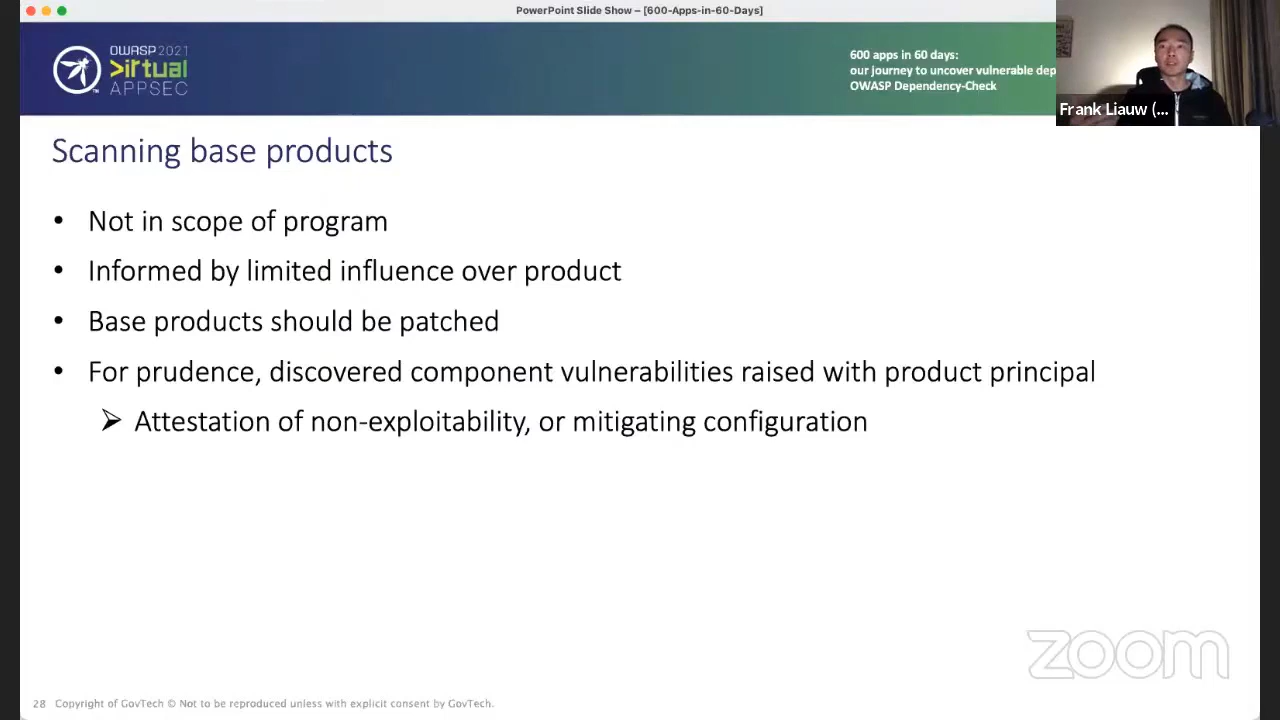 PowerPoint Slide Show – [600-Apps-in-60-Days]
OWASP 2021
>irtual
APPSEC
600 apps in 60 days:
our journey to uncover vulnerable dep
OWASP Dependency-Check
Frank Liauw (...
Scanning base products
• Not in scope of program
• Informed by limited influence over product
• Base products should be patched
• For prudence, discovered component vulnerabilities raised with product principal
➢ Attestation of non-exploitability, or mitigating configuration
zoom
28 Copyright of GovTech © Not to be reproduced unless with explicit consent by GovTech.